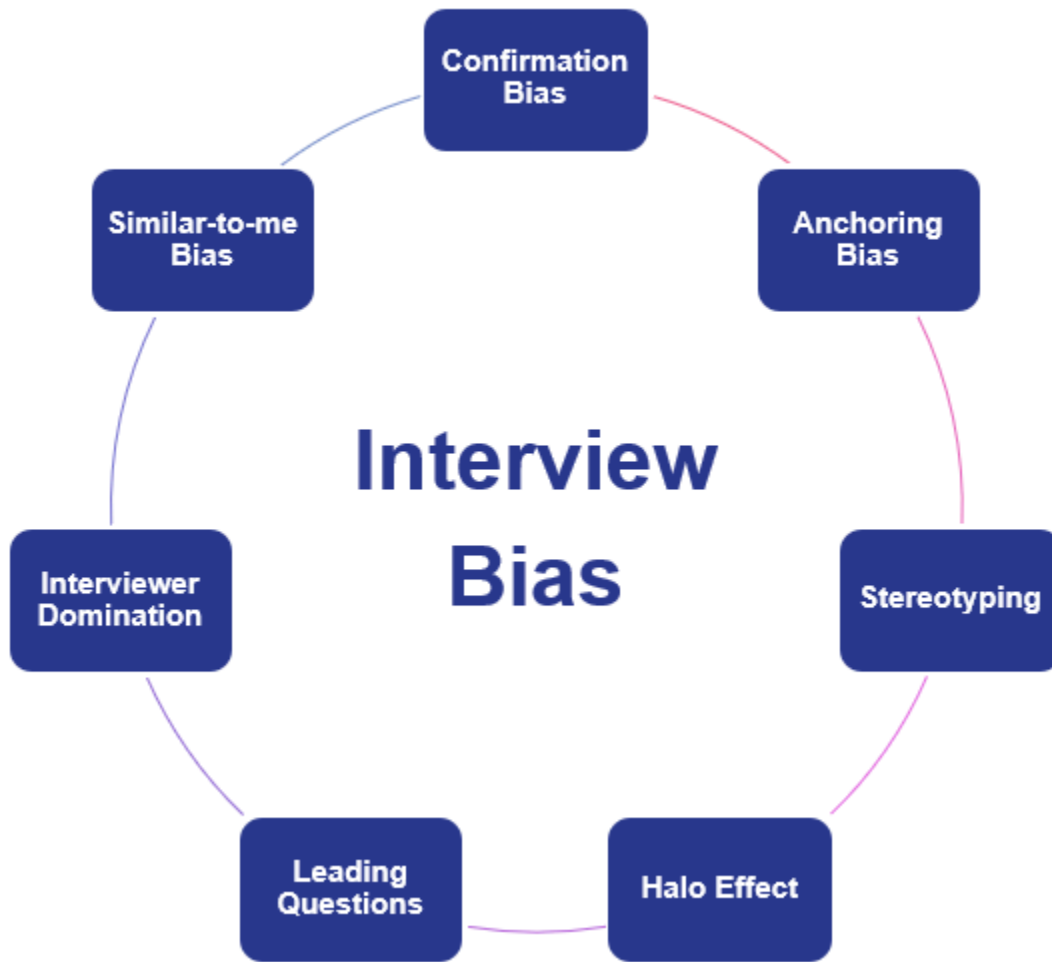 Confirmation
Bias
Anchoring
Bias
Stereotyping
Halo Effect
Leading
Questions
Interviewer
Domination
Similar-to-me
Bias
Interview
Bias